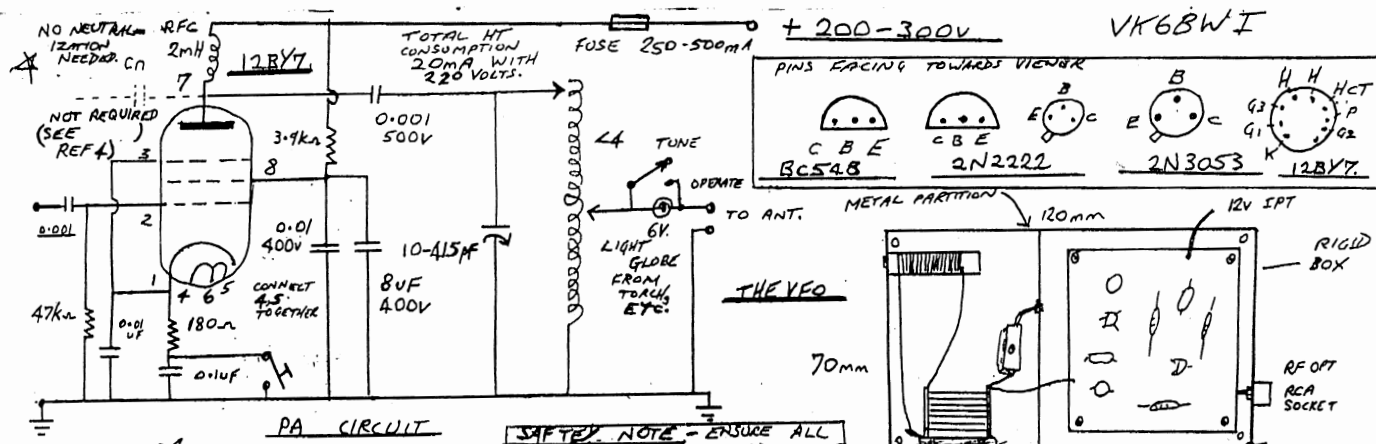 NO NEUTRAL-
IZATION
NEEDED. Cn
RFC
2mH
7
12BY7
TOTAL HT
CONSUMPTION
20mA WITH
220 VOLTS.
FUSE 250-500mA
+ 200-300V
VK6BWI
NOT REQUIRED
(SEE )
REF 4)
3
8
2
1
4 6 5
3.9kΩ
0.001
500V
0.001
47kΩ
0.01
UF
180Ω
0.1UF
CONNECT
4,5.
TOGETHER
0.01
400V
8UF
400V
10-415pF
L4
TUNE
OPERATE
6V.
TO ANT.
LIGHT
GLOBE
FROM
TORCH,
ETC.
PA CIRCUIT
PINS FACING TOWARDS VIEWER
C B E
BC548
C B E
2N2222
B
E C
B
E C
2N3053
H H
HCT
G3 P
G1 G2
K
12BY7.
METAL PARTITION
120mm
12V IPT
RIGID
BOX
THE VFO
70mm
D-
RF OPT
RCA
SOCKET
SAFTEY NOTE - ENSURE ALL